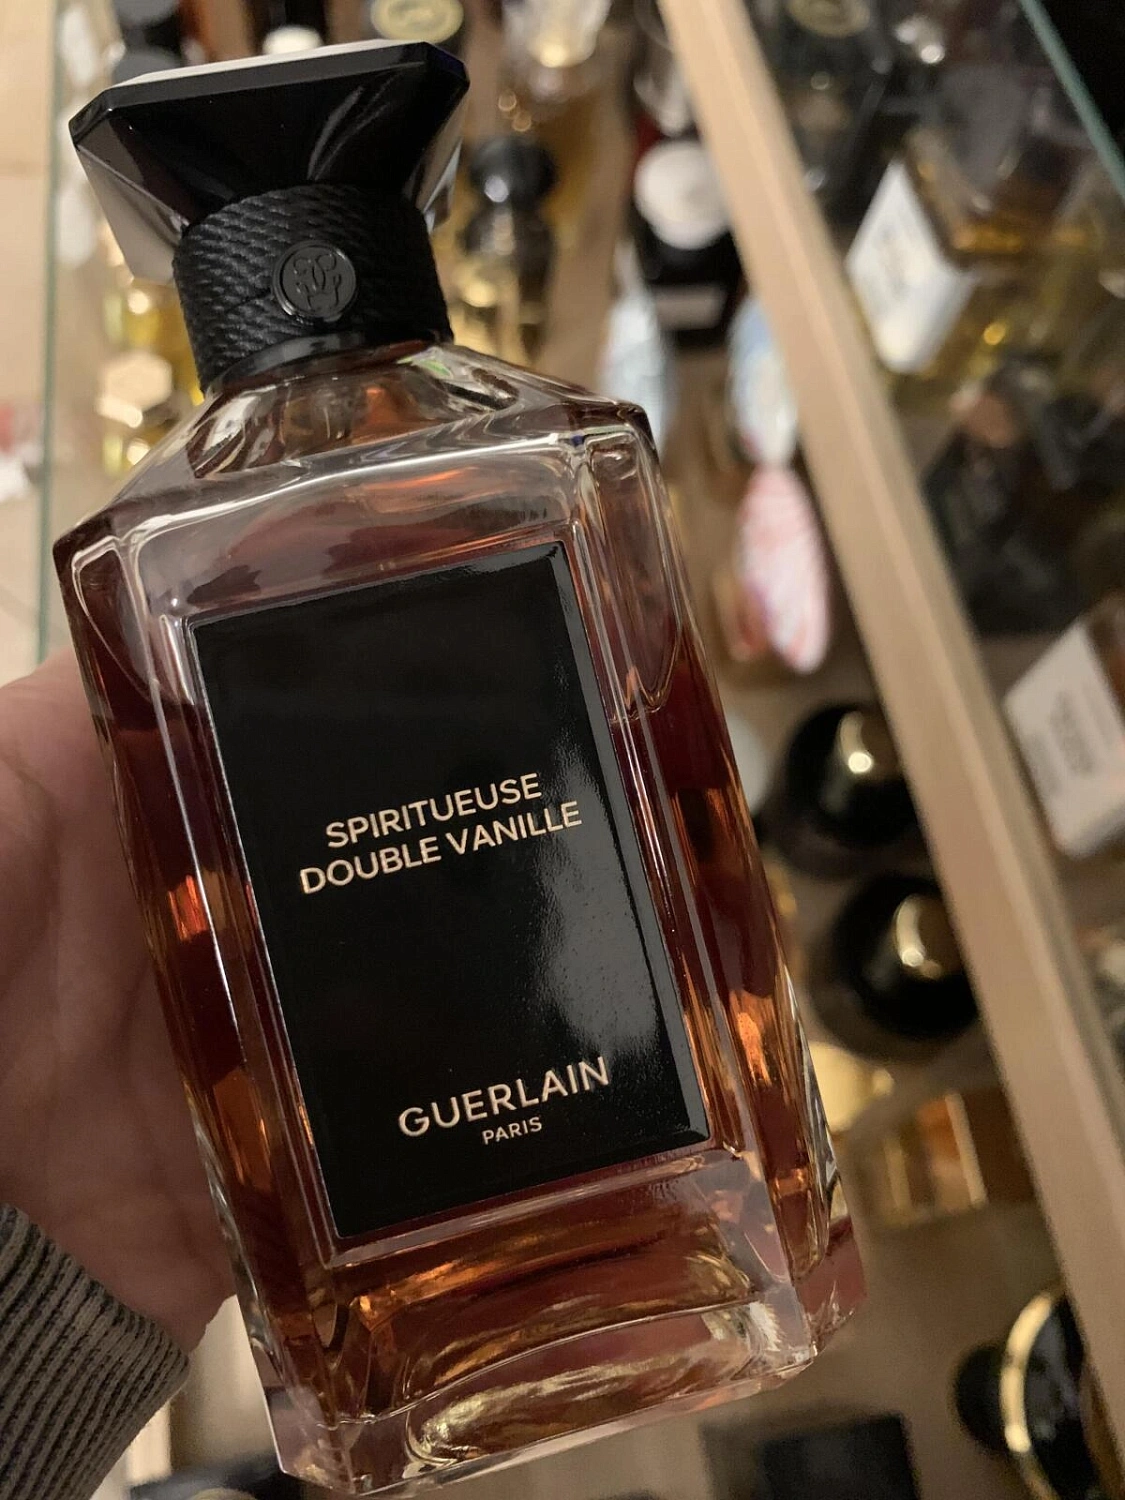 SPIRITUEUSE
DOUBLE VANILLE
GUERLAIN
PARIS